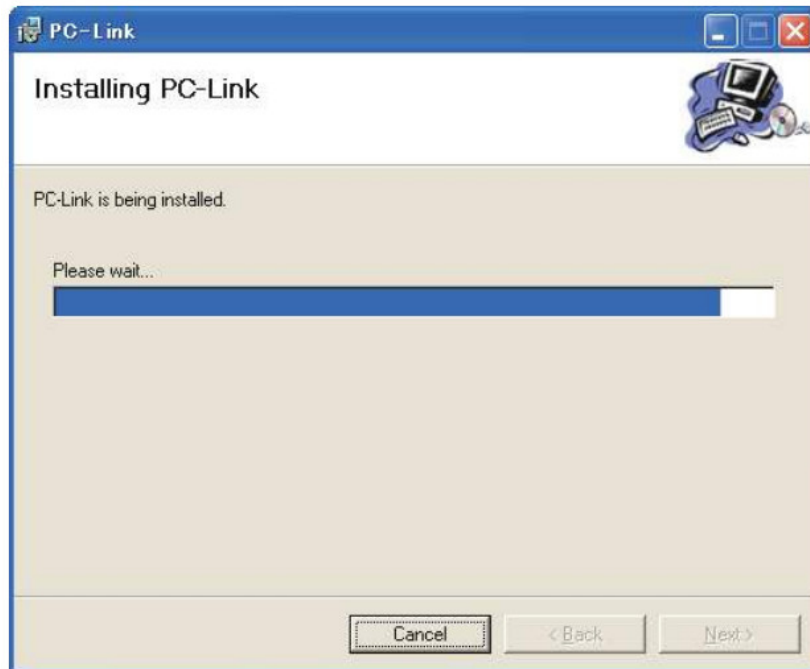 PC-Link
Installing PC-Link
PC-Link is being installed.
Please wait...
Cancel
< Back
Next >